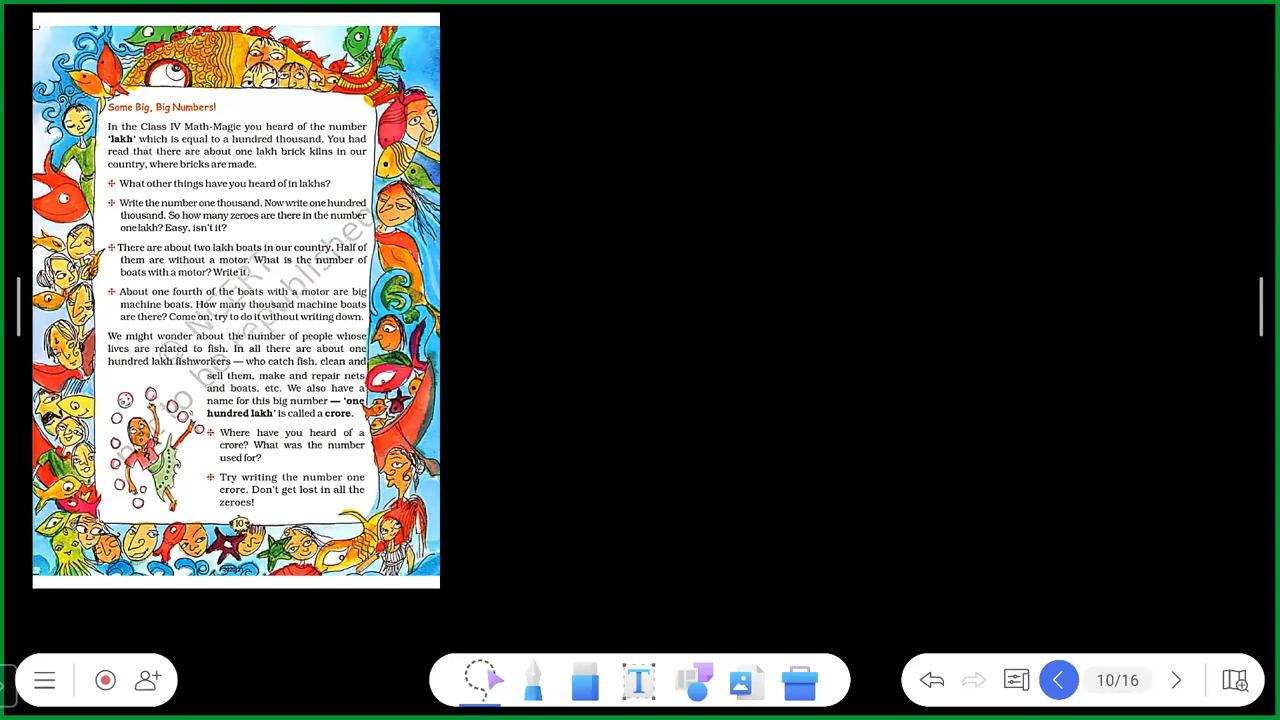 Some Big, Big Numbers!
In the Class IV Math-Magic you heard of the number
'lakh' which is equal to a hundred thousand. You had
read that there are about one lakh brick kilns in our
country, where bricks are made.
What other things have you heard of in lakhs?
Write the number one thousand. Now write one hundred
thousand. So how many zeroes are there in the number
one lakh? Easy, isn't it?
There are about two lakh boats in our country. Half of
them are without a motor. What is the number of
boats with a motor? Write it.
About one fourth of the boats with a motor are big
machine boats. How many thousand machine boats
are there? Come on, try to do it without writing down.
We might wonder about the number of people whose
lives are related to fish. In all there are about one
hundred lakh fishworkers — who catch fish, clean and
sell them, make and repair nets
and boats, etc. We also have a
name for this big number — 'one
hundred lakh' is called a crore.
Where have you heard of a
crore? What was the number
used for?
Try writing the number one
crore. Don't get lost in all the
zeroes!
10
© NCERT
not to be republished
T
10/16